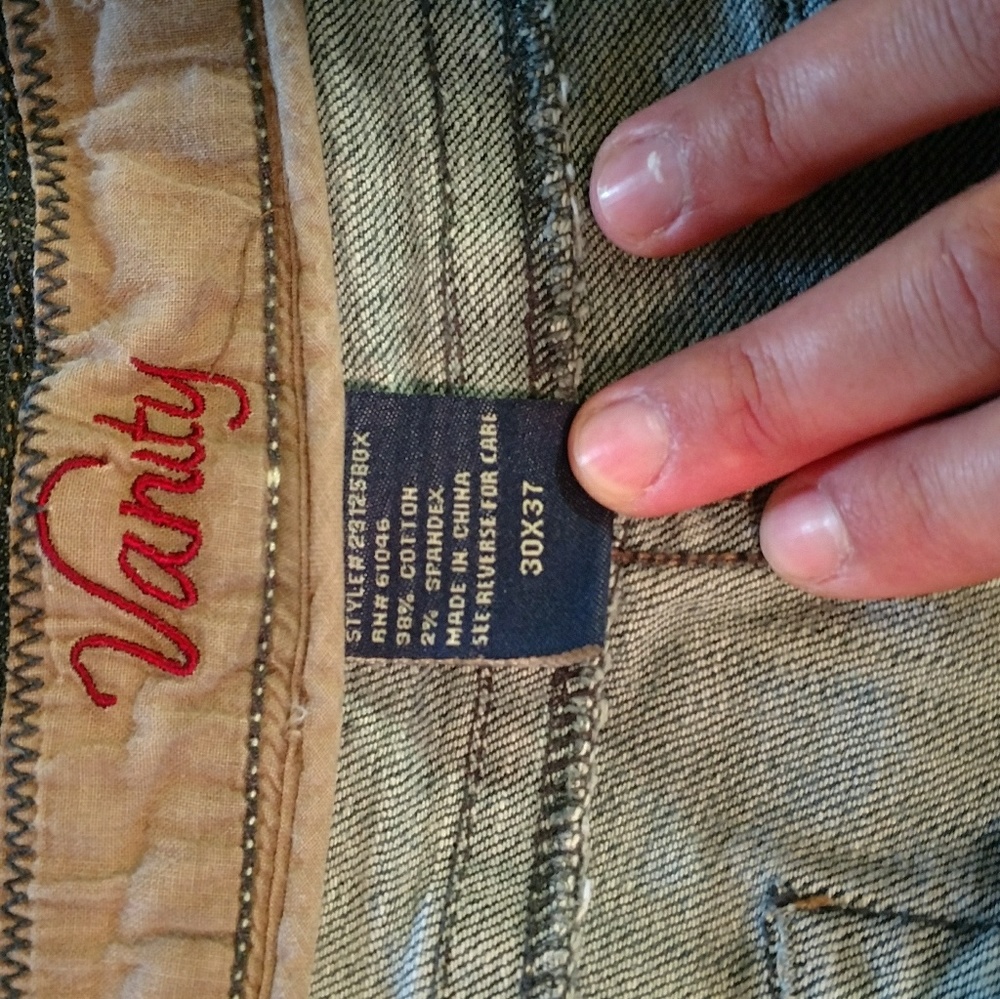 Vanity
STYLE# 23125BOX
RN# 61046
98% COTTON
2% SPANDEX
MADE IN CHINA
SEE REVERSE FOR CARE
30X37